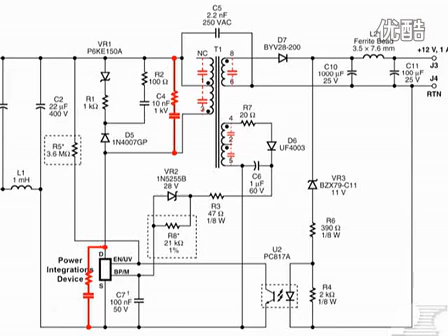 C5
2.2 nF
250 VAC
优酷
VR1
P6KE150A
D7
BYV28-200
Ferrite Bead
3.5 x 7.6 mm
+12 V, 1
J3
NC
T1
8
6
R2
100 Ω
C4
10 nF
1 kV
R1
1 kΩ
C2
22 µF
400 V
C10
1000 µF
25 V
C11
100 µF
25 V
J4
RTN
R5*
3.6 MΩ
D5
1N4007GP
R7
20 Ω
4
2
5
D6
UF4003
C6
1 µF
60 V
L1
1 mH
VR2
1N5255B
28 V
R3
47 Ω
1/8 W
VR3
BZX79-C11
11 V
R8*
21 kΩ
1%
R6
390 Ω
1/8 W
Power
Integrations
Device
D
S
EN/UV
BP/M
U2
PC817A
C7†
100 nF
50 V
R4
2 kΩ
1/8 W